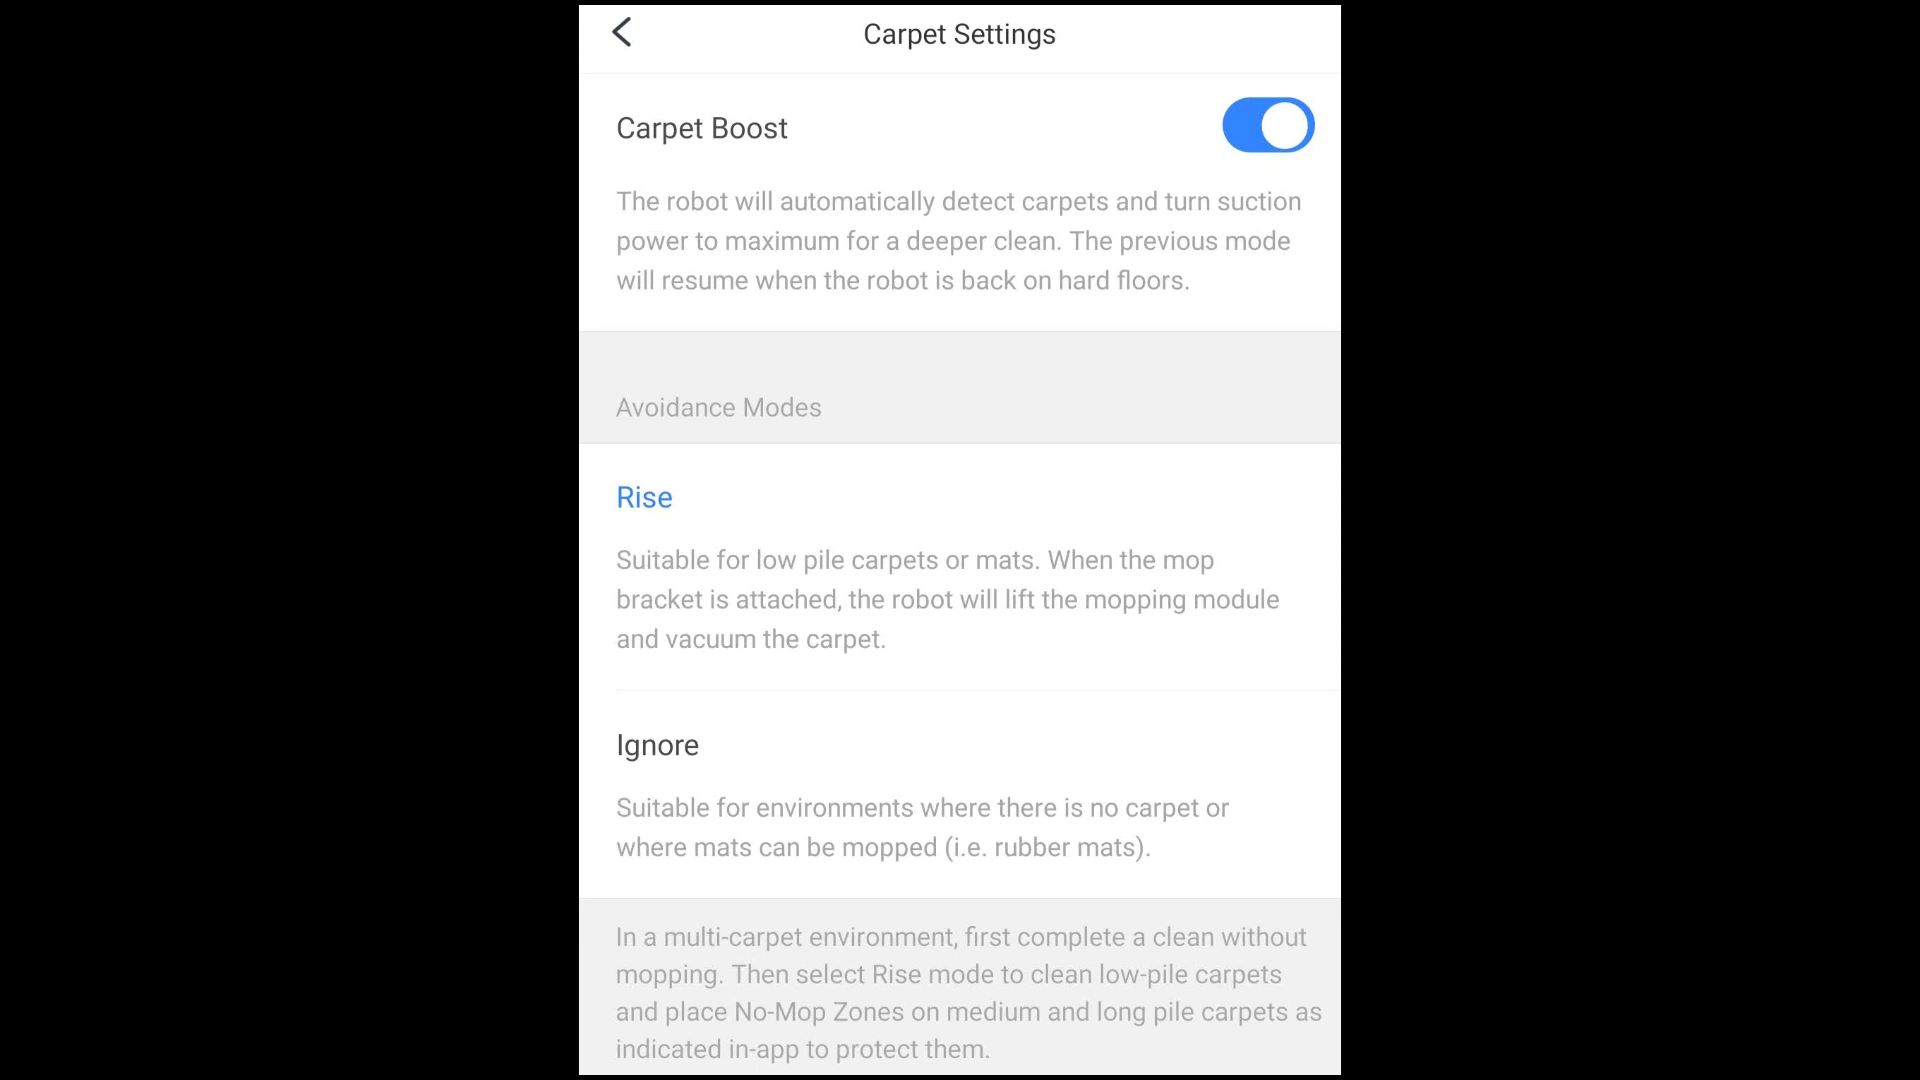 Carpet Settings
Carpet Boost
The robot will automatically detect carpets and turn suction
power to maximum for a deeper clean. The previous mode
will resume when the robot is back on hard floors.
Avoidance Modes
Rise
Suitable for low pile carpets or mats. When the mop
bracket is attached, the robot will lift the mopping module
and vacuum the carpet.
Ignore
Suitable for environments where there is no carpet or
where mats can be mopped (i.e. rubber mats).
In a multi-carpet environment, first complete a clean without
mopping. Then select Rise mode to clean low-pile carpets
and place No-Mop Zones on medium and long pile carpets as
indicated in-app to protect them.